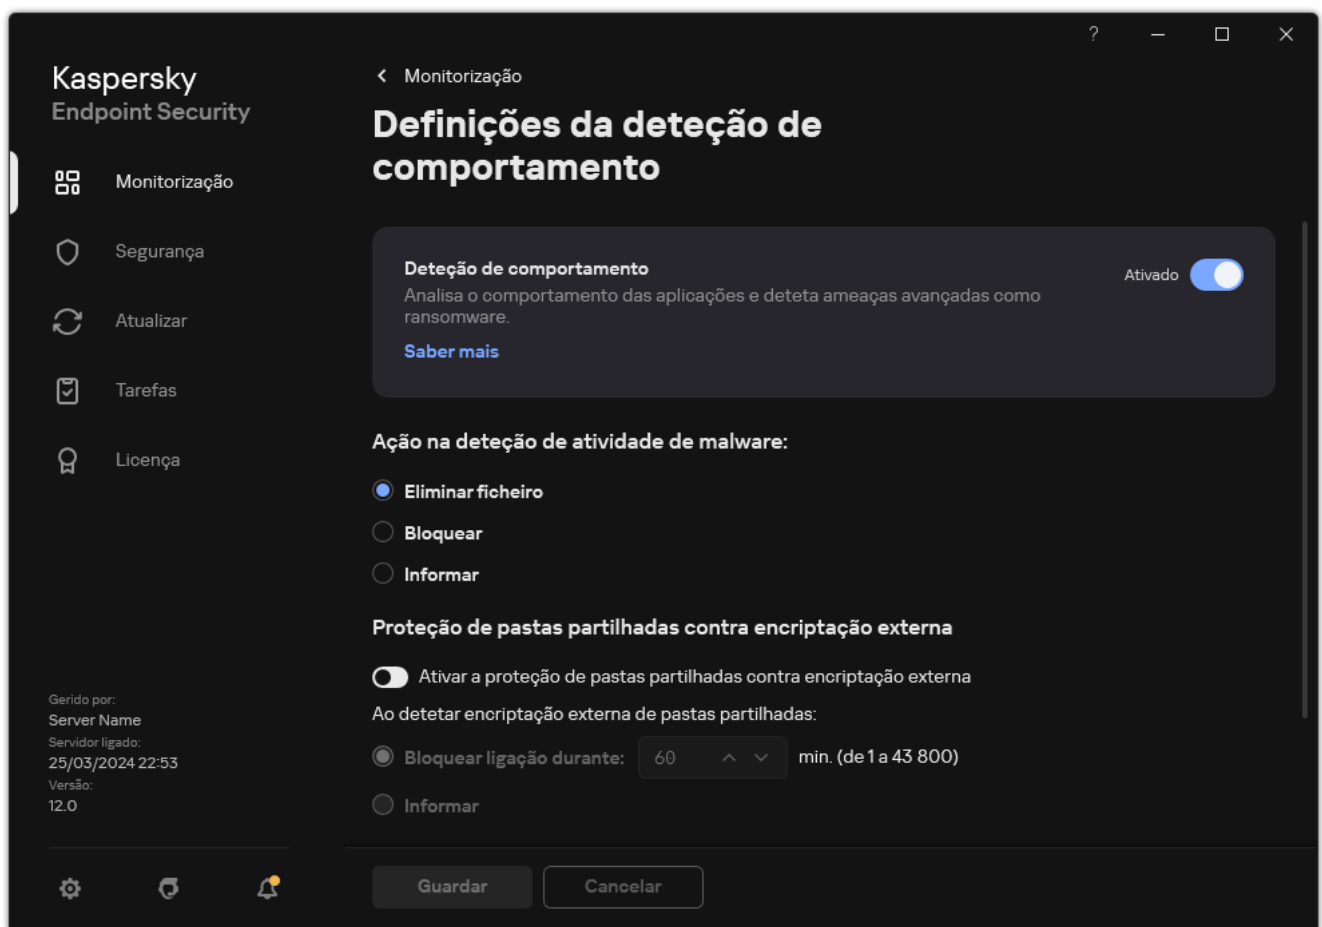 ?
Kaspersky
Endpoint Security
Monitorização
Segurança
Atualizar
Tarefas
Licença
Gerido por:
Server Name
Servidor ligado:
25/03/2024 22:53
Versão:
12.0
Monitorização
Definições da deteção de
comportamento
Deteção de comportamento
Analisa o comportamento das aplicações e deteta ameaças avançadas como
ransomware.
Saber mais
Ativado
Ação na deteção de atividade de malware:
Eliminar ficheiro
Bloquear
Informar
Proteção de pastas partilhadas contra encriptação externa
Ativar a proteção de pastas partilhadas contra encriptação externa
Ao detetar encriptação externa de pastas partilhadas:
Bloquear ligação durante: 60 min. (de 1 a 43 800)
Informar
Guardar
Cancelar